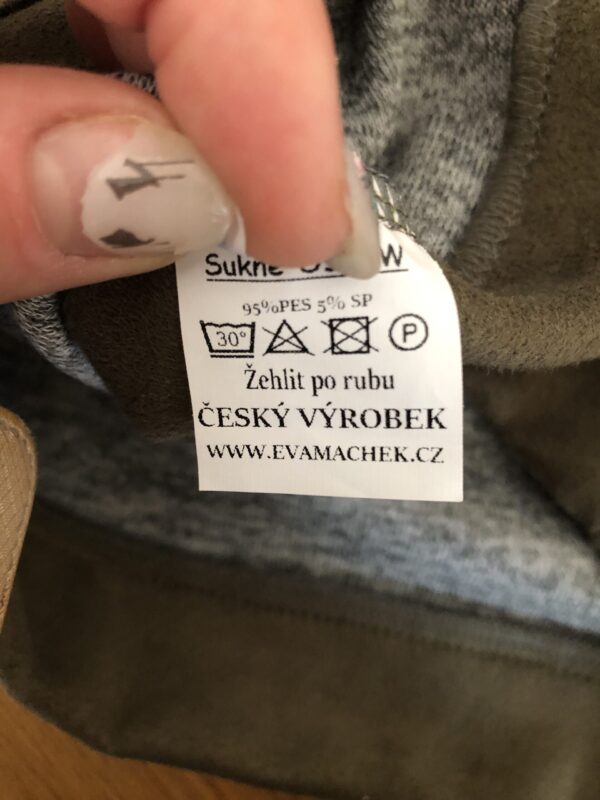 Sukně
95%PES 5% SP
30° P
Žehlit po rubu
ČESKÝ VÝROBEK
WWW.EVAMACHEK.CZ